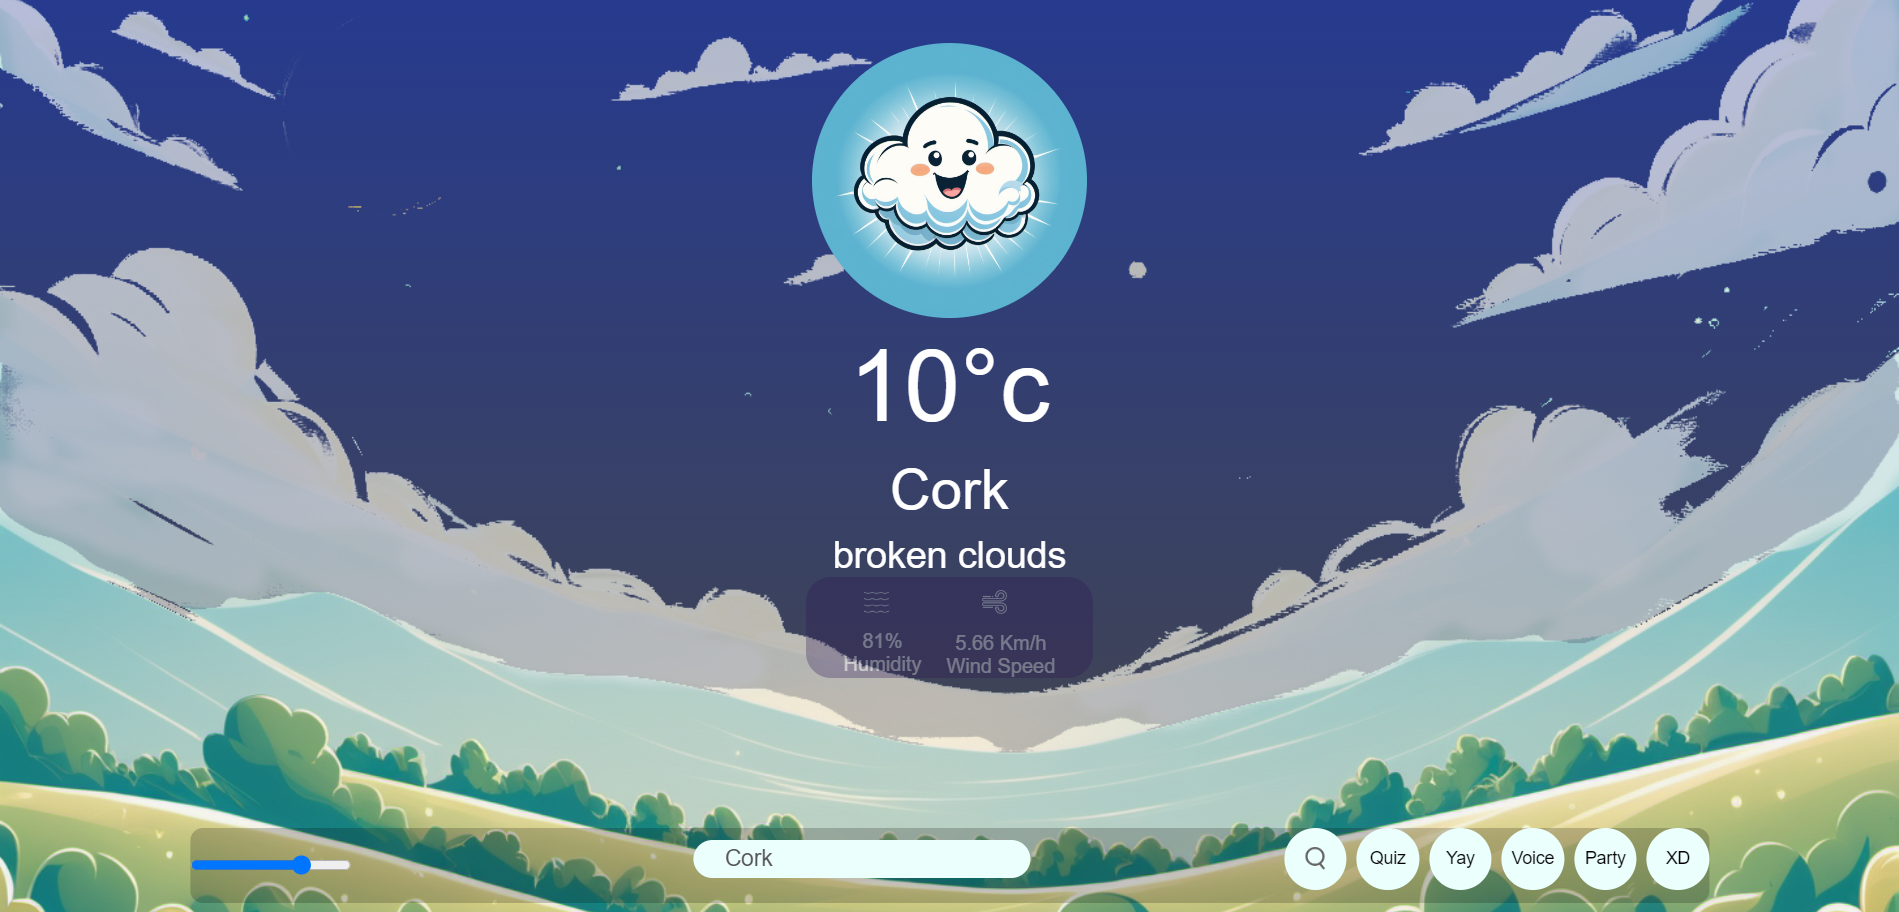 10°c
Cork
broken clouds
81%
Humidity
5.66 Km/h
Wind Speed
Cork
Quiz
Yay
Voice
Party
XD